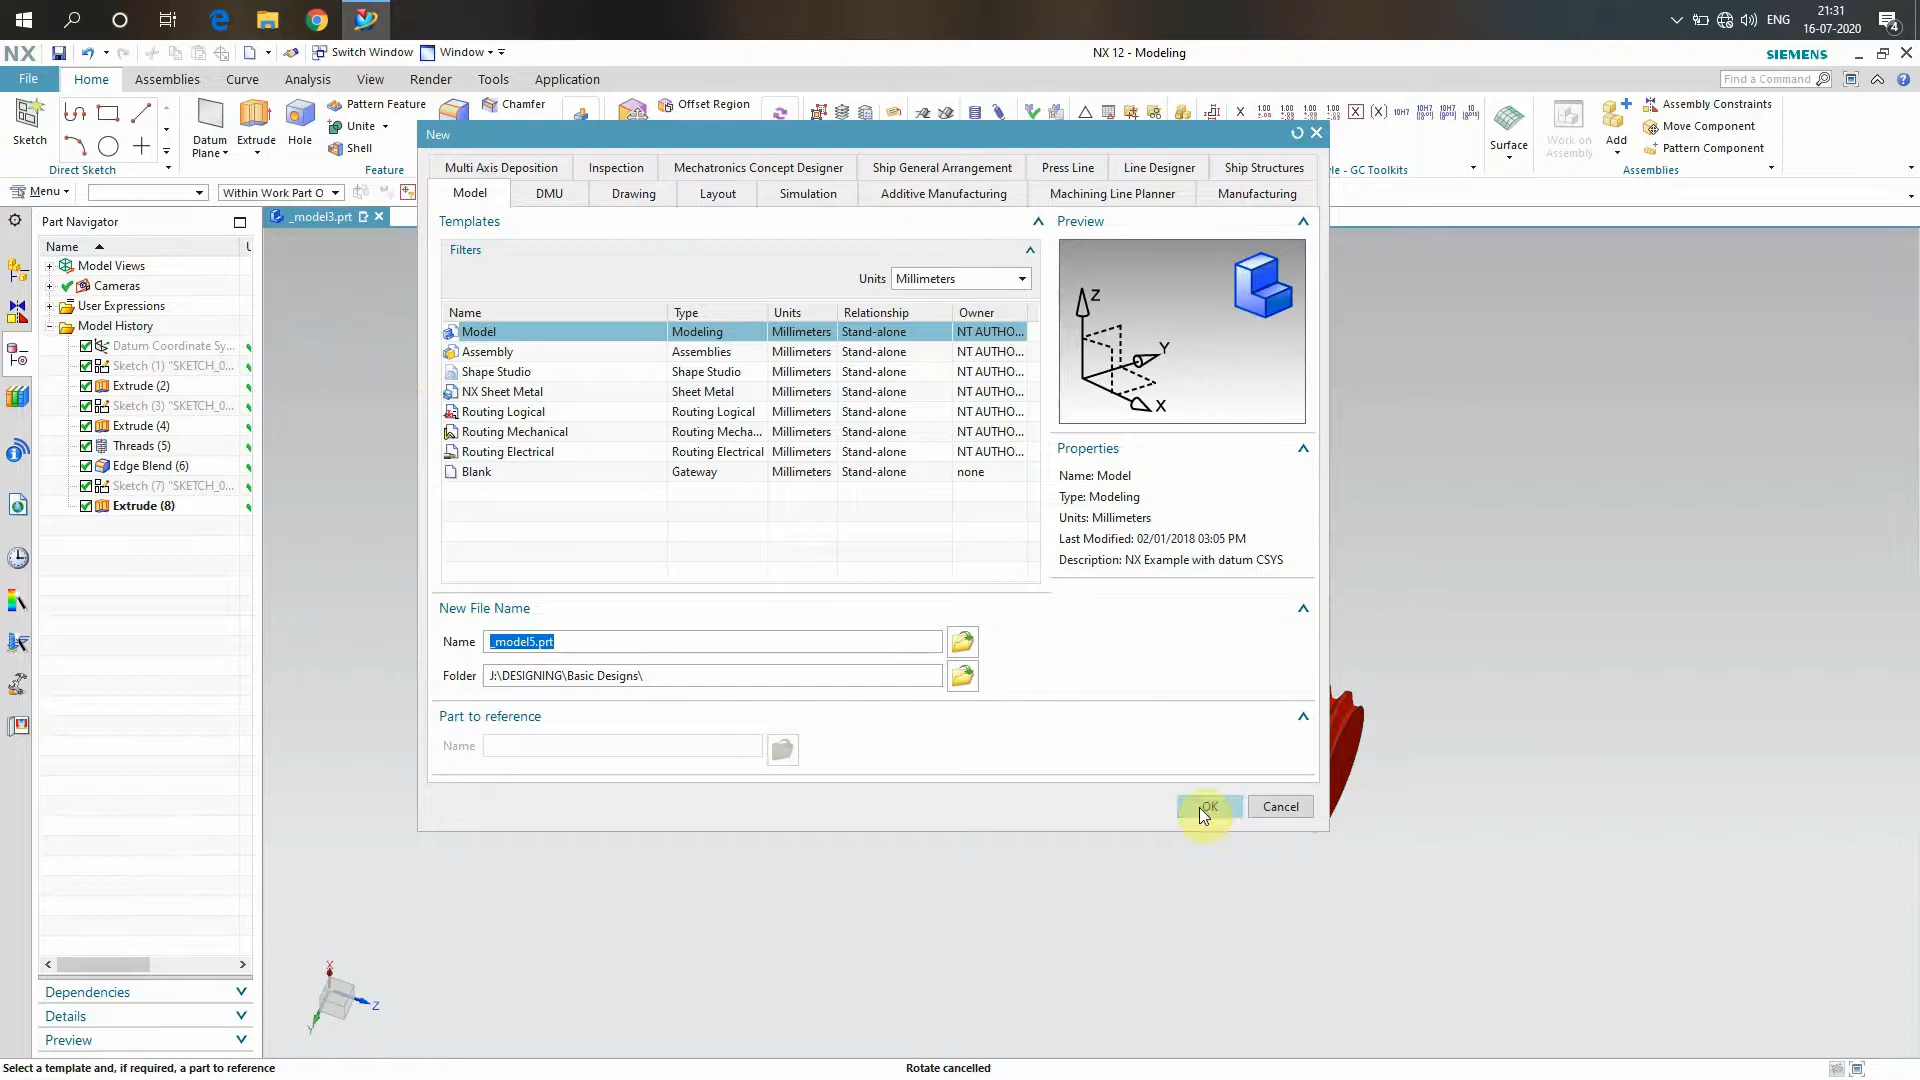 ENG
21:31
16-07-2020
4
NX
Switch Window
Window
NX 12 - Modeling
SIEMENS
File
Home
Assemblies
Curve
Analysis
View
Render
Tools
Application
Find a Command
Sketch
Direct Sketch
Datum
Plane
Extrude
Hole
Pattern Feature
Unite
Shell
Chamfer
Offset Region
Feature
Surface
Work on
Assembly
Add
Assembly Constraints
Move Component
Pattern Component
GC Toolkits
Assemblies
Menu
Within Work Part O
Part Navigator
_model3.prt
Name
Model Views
Cameras
User Expressions
Model History
Datum Coordinate Sy...
Sketch (1) "SKETCH_0...
Extrude (2)
Sketch (3) "SKETCH_0...
Extrude (4)
Threads (5)
Edge Blend (6)
Sketch (7) "SKETCH_0...
Extrude (8)
Dependencies
Details
Preview
New
Multi Axis Deposition
Inspection
Mechatronics Concept Designer
Ship General Arrangement
Press Line
Line Designer
Ship Structures
Model
DMU
Drawing
Layout
Simulation
Additive Manufacturing
Machining Line Planner
Manufacturing
Templates
Filters
Units
Millimeters
Name Type Units Relationship Owner
Model Modeling Millimeters Stand-alone NT AUTHO...
Assembly Assemblies Millimeters Stand-alone NT AUTHO...
Shape Studio Shape Studio Millimeters Stand-alone NT AUTHO...
NX Sheet Metal Sheet Metal Millimeters Stand-alone NT AUTHO...
Routing Logical Routing Logical Millimeters Stand-alone NT AUTHO...
Routing Mechanical Routing Mecha... Millimeters Stand-alone NT AUTHO...
Routing Electrical Routing Electrical Millimeters Stand-alone NT AUTHO...
Blank Gateway Millimeters Stand-alone none
Preview
Z
Y
X
Properties
Name: Model
Type: Modeling
Units: Millimeters
Last Modified: 02/01/2018 03:05 PM
Description: NX Example with datum CSYS
New File Name
Name _model5.prt
Folder J:\DESIGNING\Basic Designs\
Part to reference
Name
OK
Cancel
X
Z
Y
Select a template and, if required, a part to reference
Rotate cancelled